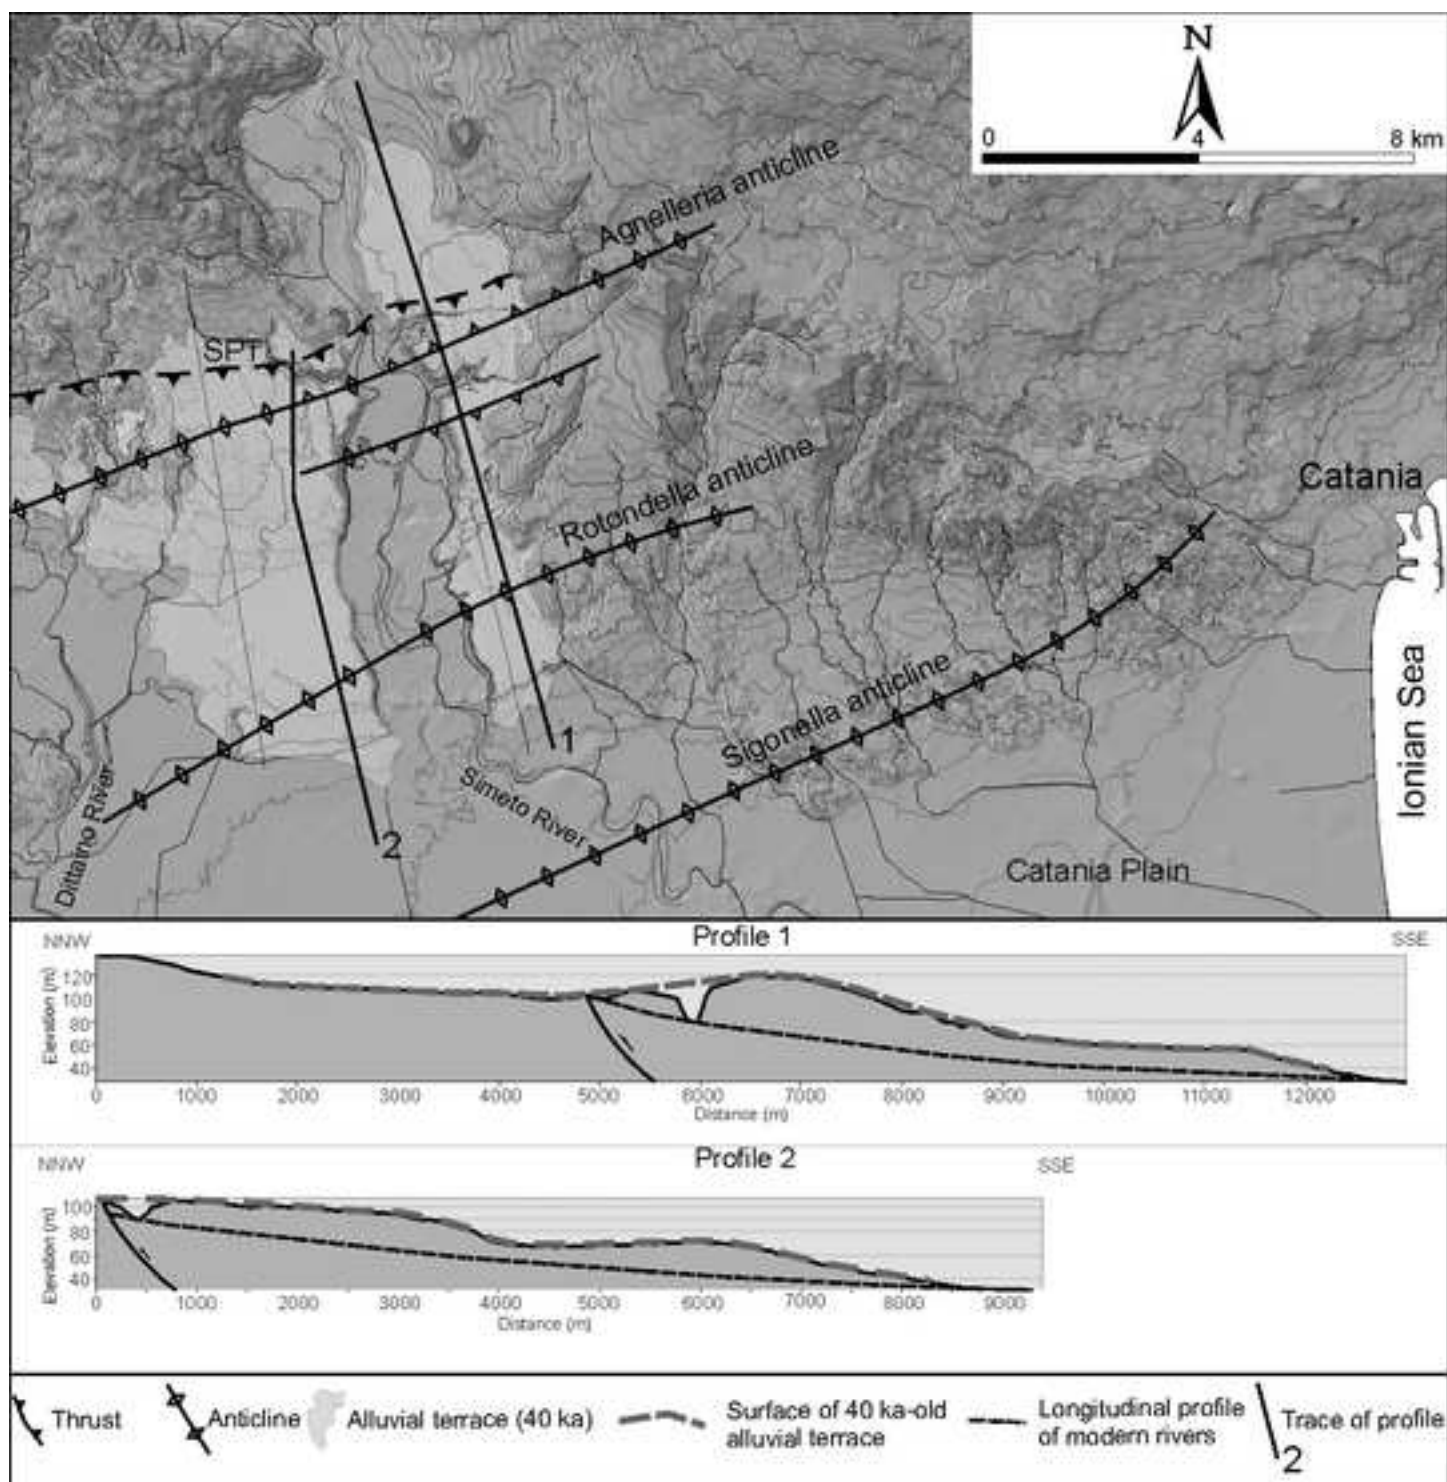 N
0 4 8 km
Agnelleria anticline
SPT
Rotondella anticline
Catania
Sigonella anticline
Ionian Sea
1
Simeto River
2
Dittaino River
Catania Plain
Profile 1
NNW SSE
Elevation (m)
120
100
80
60
40
0 1000 2000 3000 4000 5000 6000 7000 8000 9000 10000 11000 12000
Distance (m)
Profile 2
NNW SSE
Elevation (m)
100
80
60
40
0 1000 2000 3000 4000 5000 6000 7000 8000 9000
Distance (m)
Thrust
Anticline
Alluvial terrace (40 ka)
Surface of 40 ka-old
alluvial terrace
Longitudinal profile
of modern rivers
Trace of profile
2